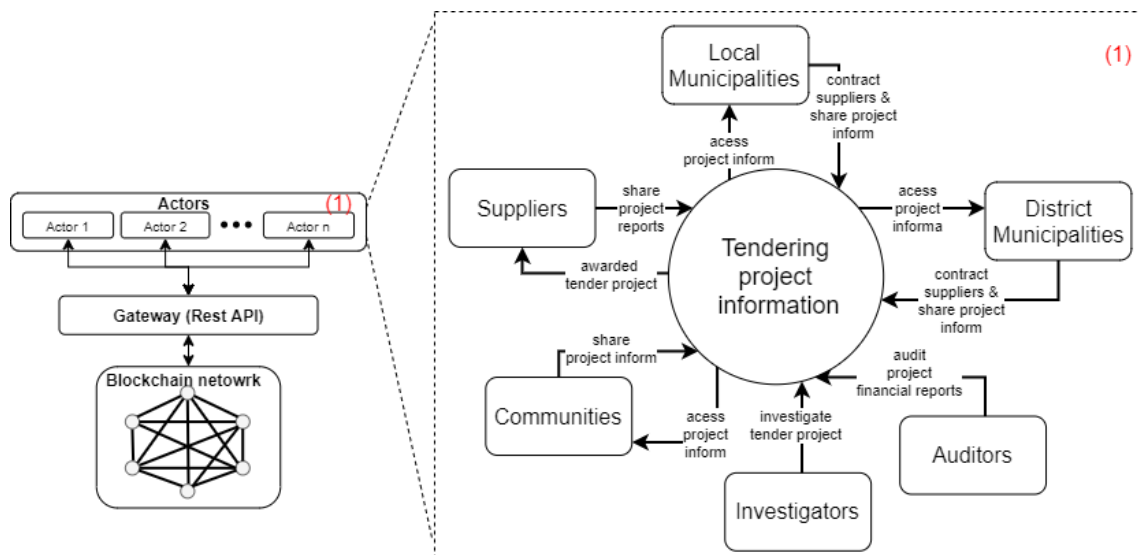 Actors
(1)
Actor 1
Actor 2
Actor n
Gateway (Rest API)
Blockchain netowrk
(1)
Local
Municipalities
contract
suppliers &
share project
inform
acess
project inform
Suppliers
share
project
reports
acess
project
informa
District
Municipalities
Tendering
project
information
awarded
tender project
contract
suppliers &
share project
inform
share
project inform
audit
project
financial reports
Communities
acess
project
inform
investigate
tender project
Auditors
Investigators